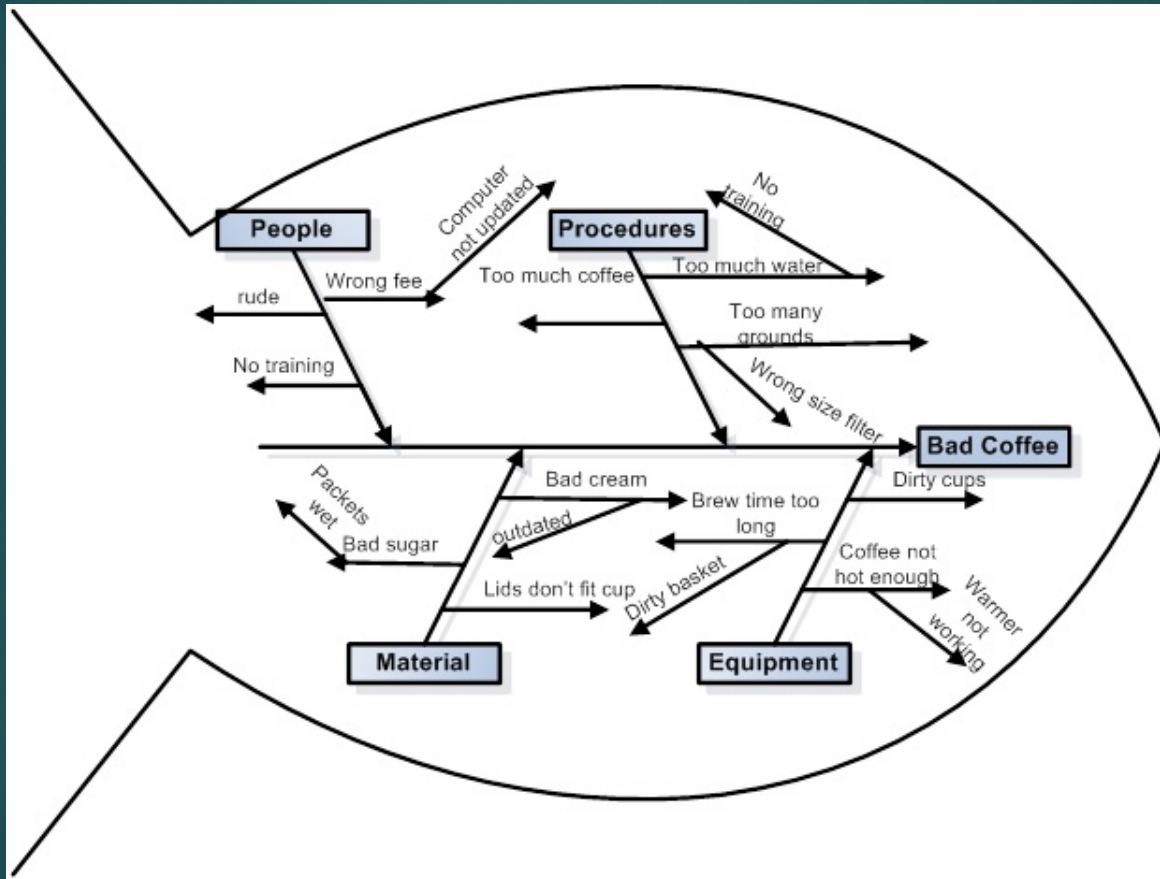 People
Computer
not updated
Wrong fee
rude
No training
Procedures
No
training
Too much coffee
Too much water
Too many
grounds
Wrong size filter
Bad Coffee
Packets
wet
Bad sugar
Bad cream
outdated
Lids don't fit cup
Material
Brew time too
long
Dirty basket
Dirty cups
Coffee not
hot enough
Warmer
not
working
Equipment